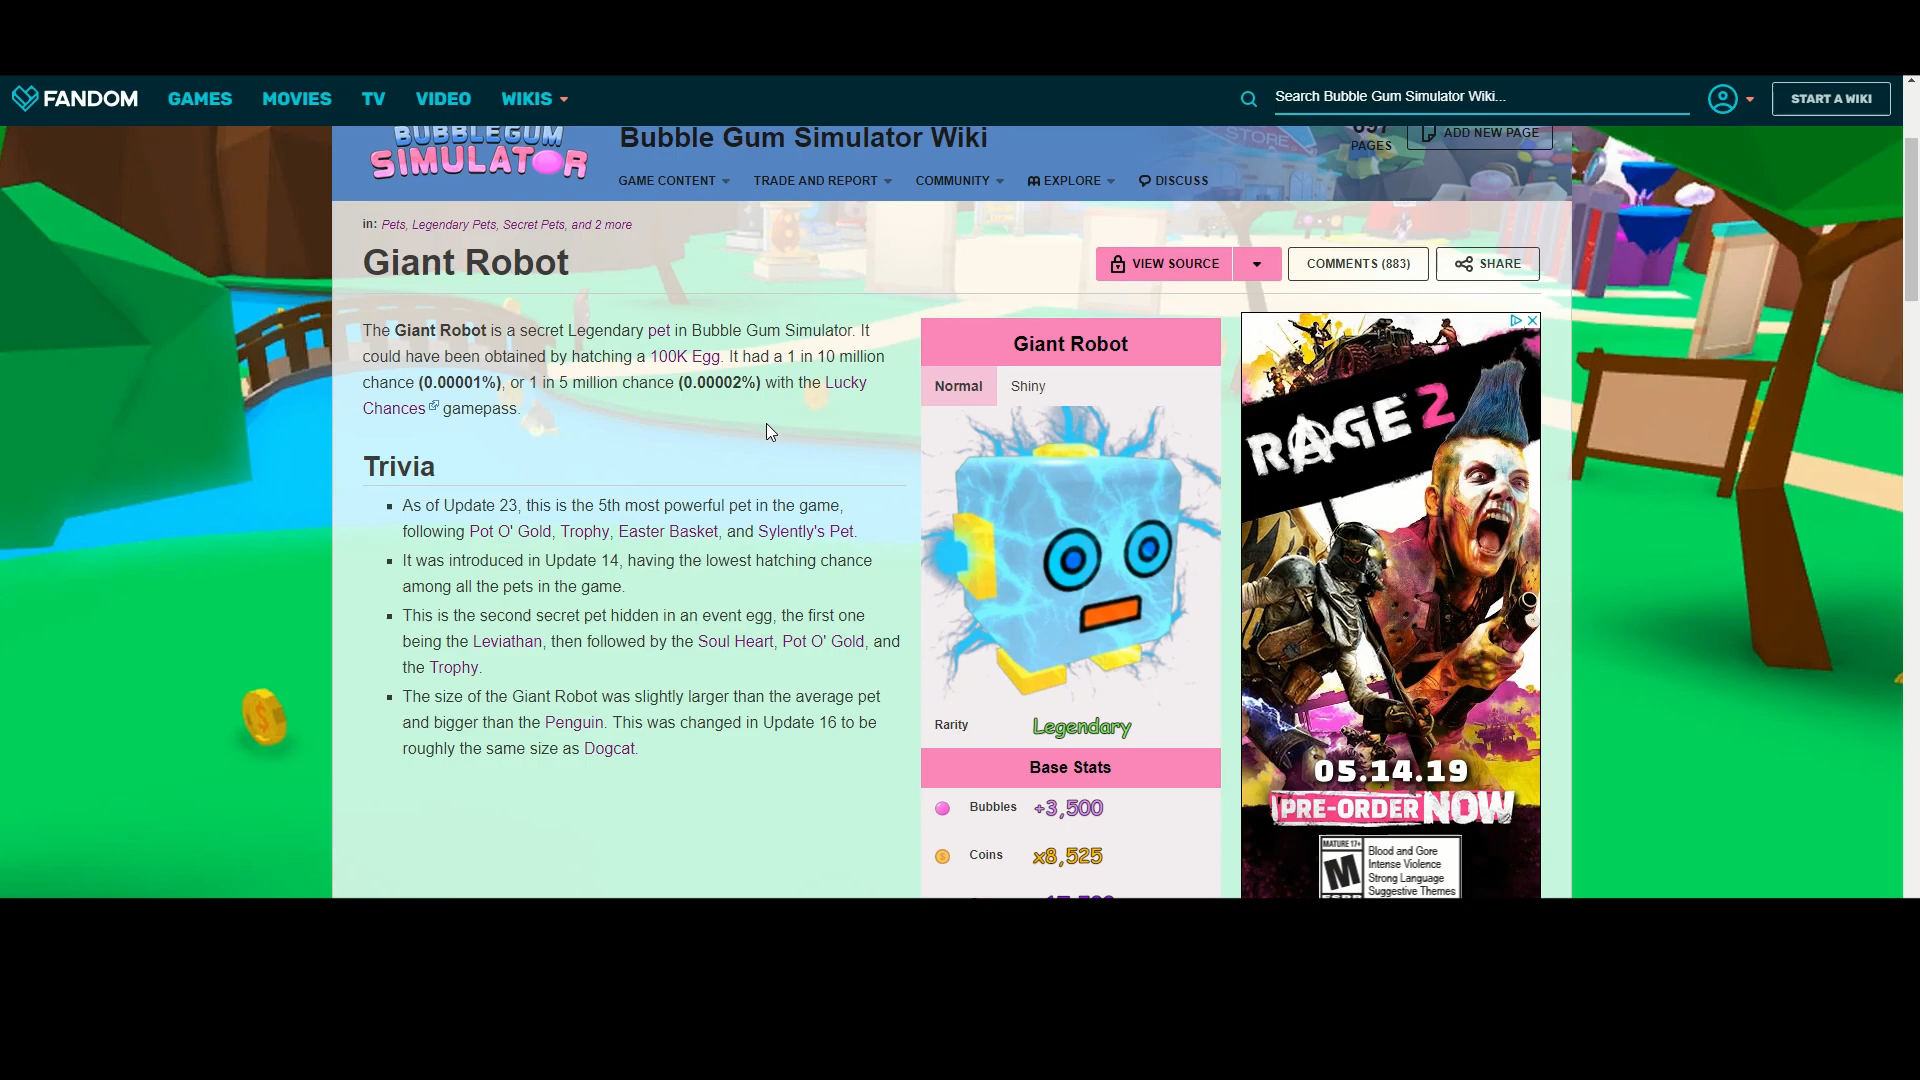 FANDOM GAMES MOVIES TV VIDEO WIKIS Search Bubble Gum Simulator Wiki... START A WIKI
BUBBLEGUM
SIMULATOR
Bubble Gum Simulator Wiki
STORE
697
PAGES
ADD NEW PAGE
GAME CONTENT TRADE AND REPORT COMMUNITY EXPLORE DISCUSS
in: Pets, Legendary Pets, Secret Pets, and 2 more
Giant Robot
VIEW SOURCE COMMENTS (883) SHARE
The Giant Robot is a secret Legendary pet in Bubble Gum Simulator. It
could have been obtained by hatching a 100K Egg. It had a 1 in 10 million
chance (0.00001%), or 1 in 5 million chance (0.00002%) with the Lucky
Chances gamepass.
Trivia
As of Update 23, this is the 5th most powerful pet in the game,
following Pot O' Gold, Trophy, Easter Basket, and Sylently's Pet.
It was introduced in Update 14, having the lowest hatching chance
among all the pets in the game.
This is the second secret pet hidden in an event egg, the first one
being the Leviathan, then followed by the Soul Heart, Pot O' Gold, and
the Trophy.
The size of the Giant Robot was slightly larger than the average pet
and bigger than the Penguin. This was changed in Update 16 to be
roughly the same size as Dogcat.
Giant Robot
Normal Shiny
Rarity Legendary
Base Stats
Bubbles +3,500
Coins x8,525
RAGE 2
05.14.19
PRE-ORDER NOW
MATURE 17+
M
Blood and Gore
Intense Violence
Strong Language
Suggestive Themes